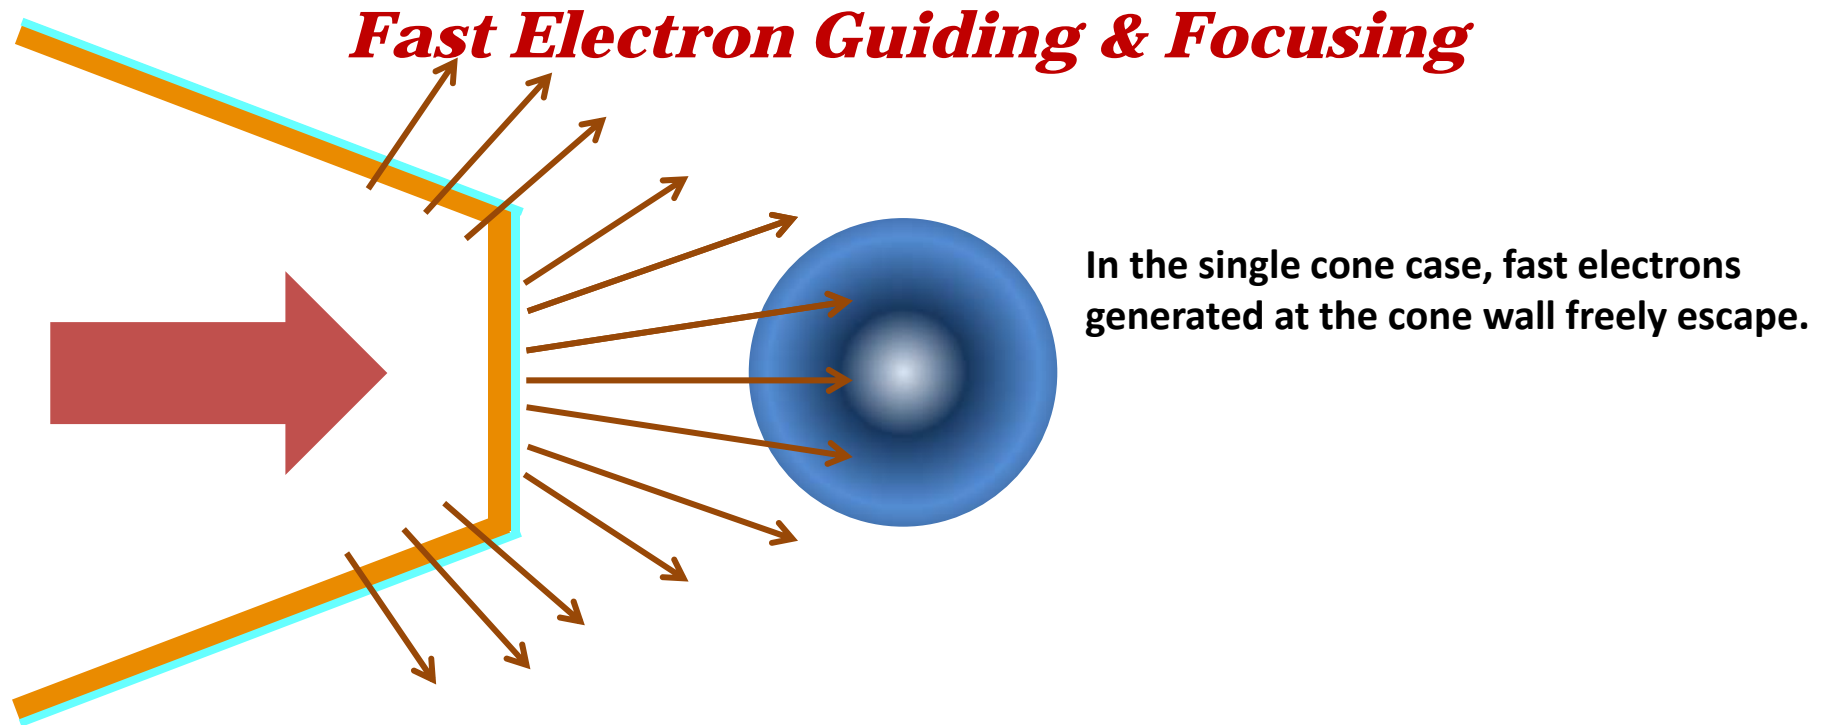 Fast Electron Guiding & Focusing
In the single cone case, fast electrons
generated at the cone wall freely escape.